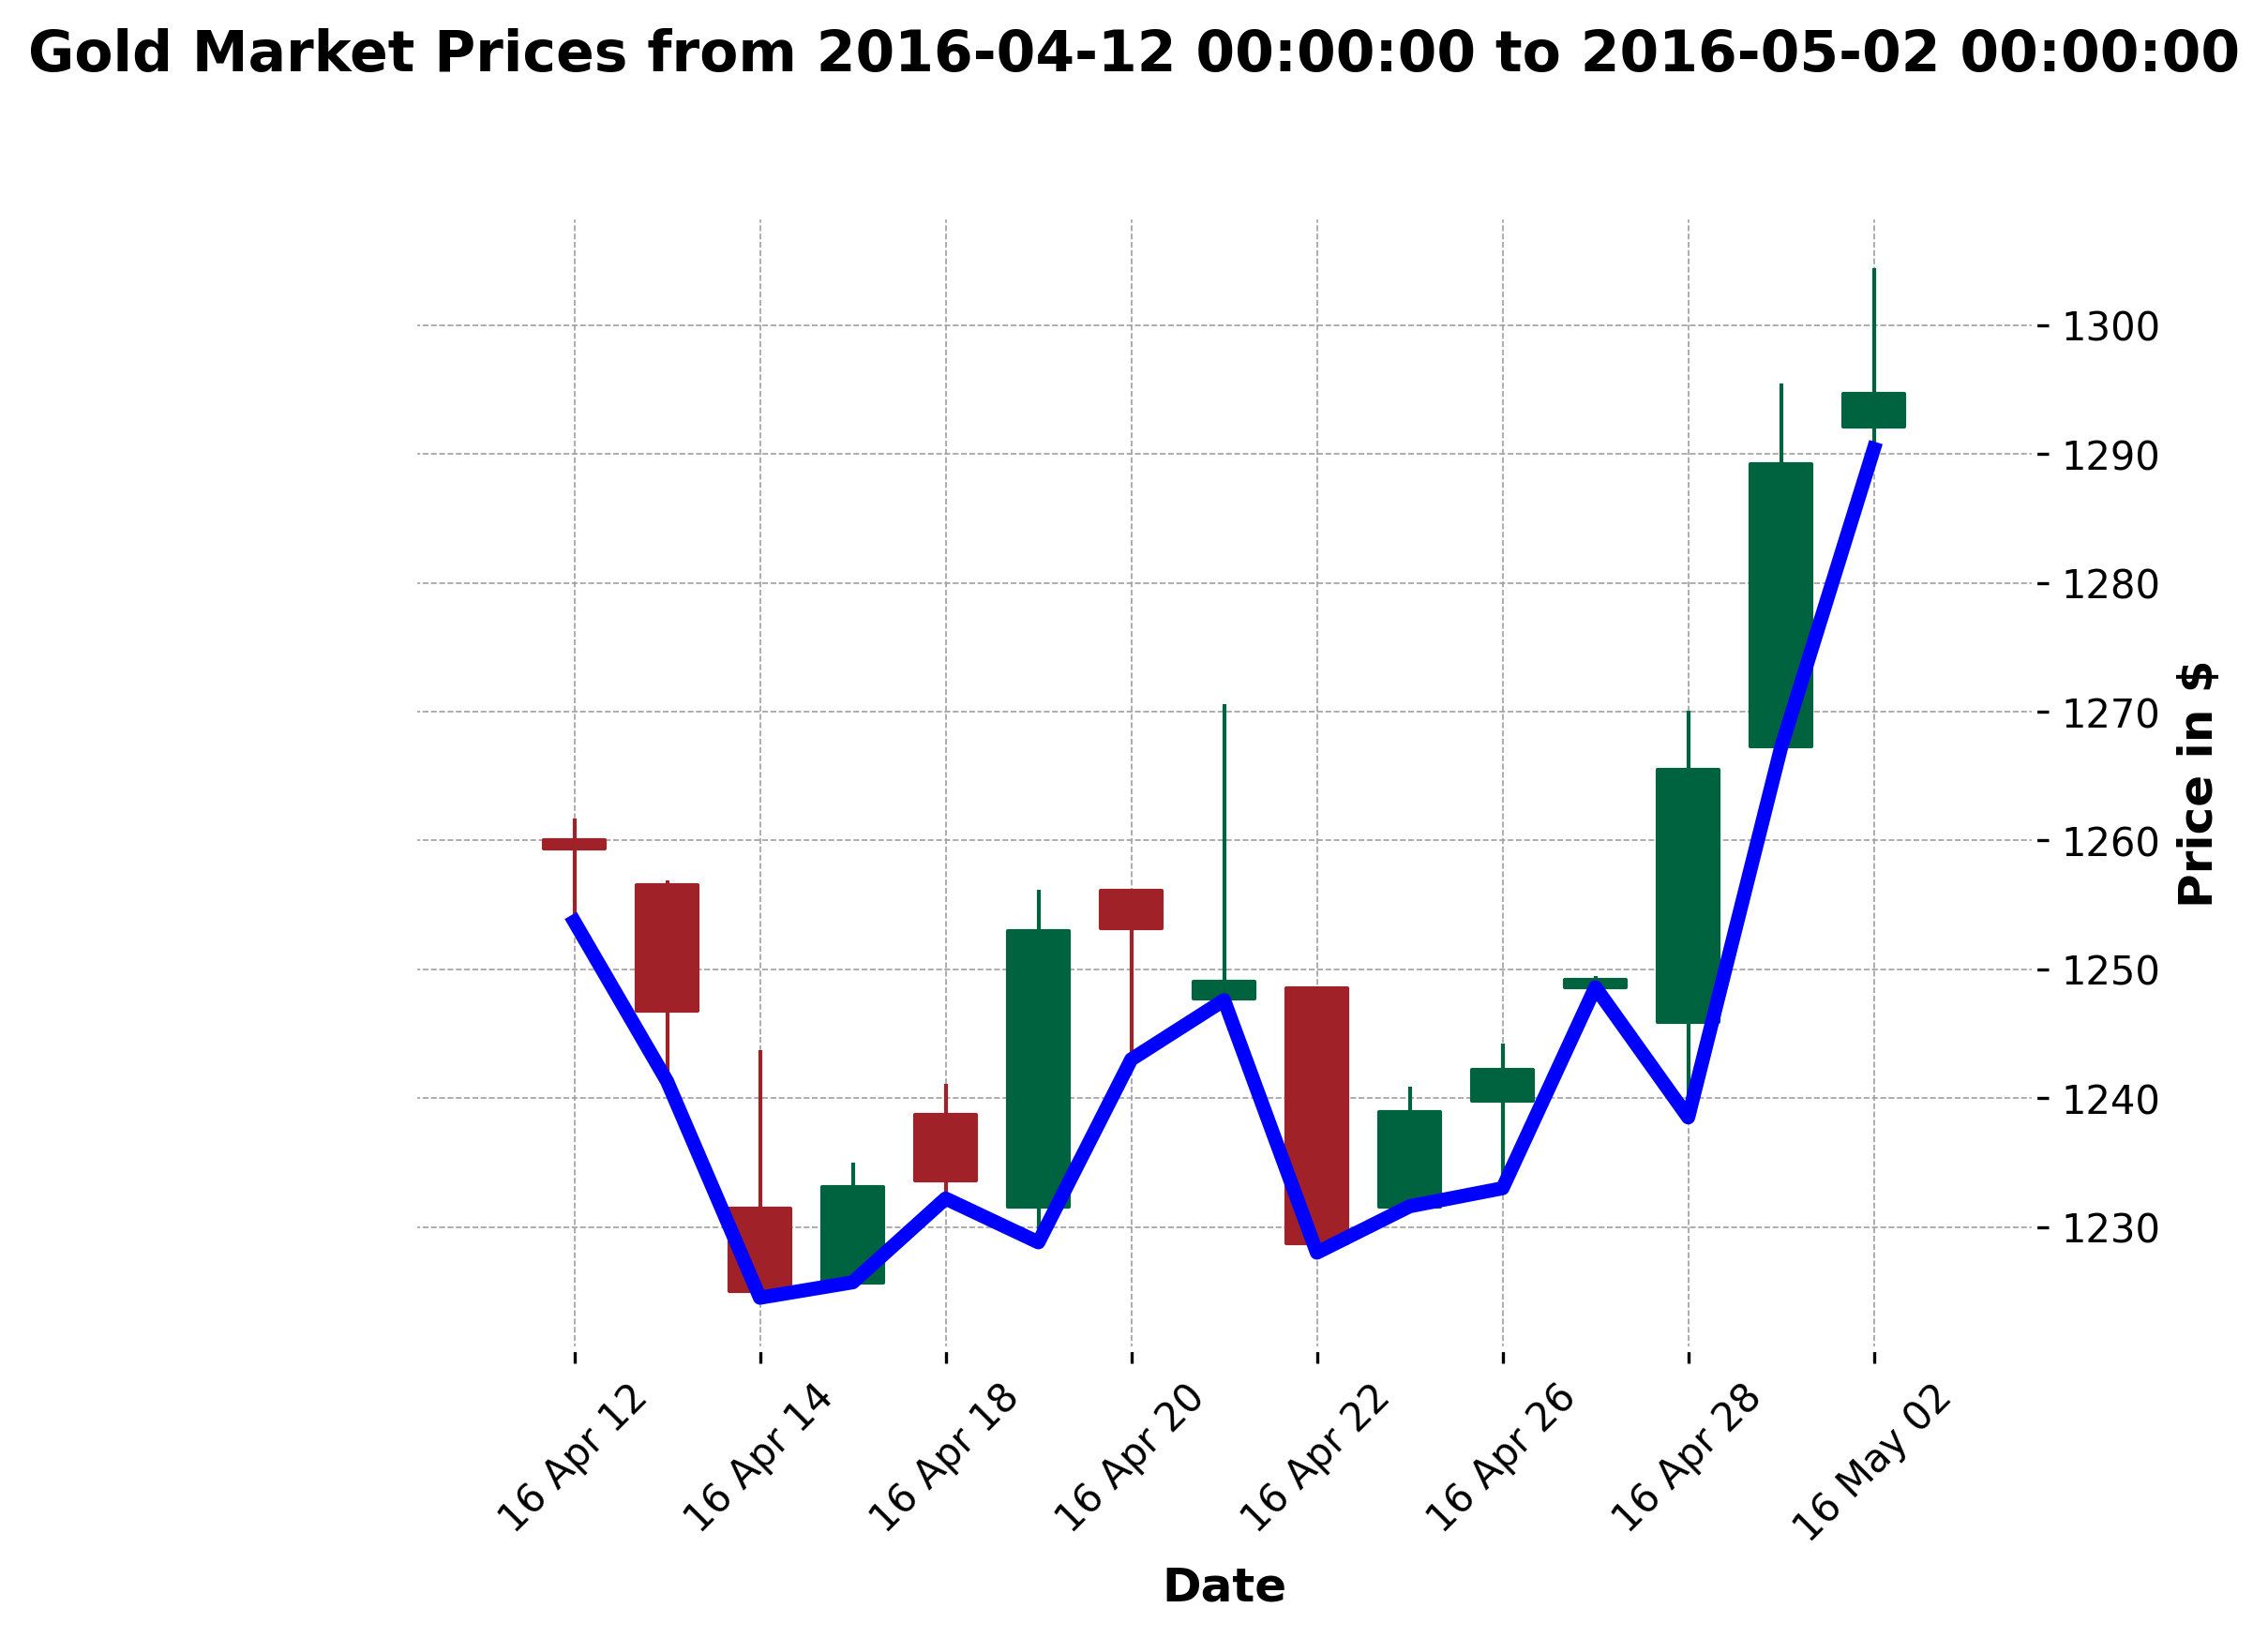 Gold Market Prices from 2016-04-12 00:00:00 to 2016-05-02 00:00:00
1300
1290
1280
1270
1260
1250
1240
1230
Price in $
16 Apr 12
16 Apr 14
16 Apr 18
16 Apr 20
16 Apr 22
16 Apr 26
16 Apr 28
16 May 02
Date